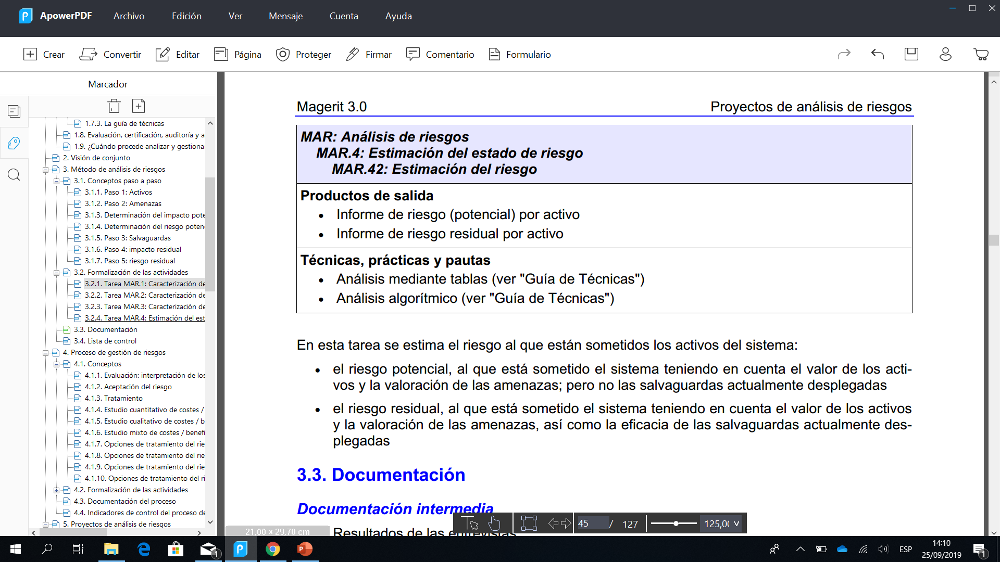 ApowerPDF
Archivo
Edición
Ver
Mensaje
Cuenta
Ayuda
Crear
Convertir
Editar
Página
Proteger
Firmar
Comentario
Formulario
Marcador
1.7.3. La guía de técnicas
1.8. Evaluación, certificación, auditoría y a
1.9. ¿Cuándo procede analizar y gestiona
2. Visión de conjunto
3. Método de análisis de riesgos
3.1. Conceptos paso a paso
3.1.1. Paso 1: Activos
3.1.2. Paso 2: Amenazas
3.1.3. Determinación del impacto pote
3.1.4. Determinación del riesgo poten
3.1.5. Paso 3: Salvaguardas
3.1.6. Paso 4: impacto residual
3.1.7. Paso 5: riesgo residual
3.2. Formalización de las actividades
3.2.1. Tarea MAR.1: Caracterización de
3.2.2. Tarea MAR.2: Caracterización de
3.2.3. Tarea MAR.3: Caracterización de
3.2.4. Tarea MAR.4: Estimación del est
3.3. Documentación
3.4. Lista de control
4. Proceso de gestión de riesgos
4.1. Conceptos
4.1.1. Evaluación: interpretación de los
4.1.2. Aceptación del riesgo
4.1.3. Tratamiento
4.1.4. Estudio cuantitativo de costes /
4.1.5. Estudio cualitativo de costes / b
4.1.6. Estudio mixto de costes / benefi
4.1.7. Opciones de tratamiento del rie
4.1.8. Opciones de tratamiento del rie
4.1.9. Opciones de tratamiento del rie
4.1.10. Opciones de tratamiento del ri
4.2. Formalización de las actividades
4.3. Documentación del proceso
4.4. Indicadores de control del proceso de
5. Proyectos de análisis de riesgos
Magerit 3.0
Proyectos de análisis de riesgos
MAR: Análisis de riesgos
MAR.4: Estimación del estado de riesgo
MAR.42: Estimación del riesgo
Productos de salida
• Informe de riesgo (potencial) por activo
• Informe de riesgo residual por activo
Técnicas, prácticas y pautas
• Análisis mediante tablas (ver "Guía de Técnicas")
• Análisis algorítmico (ver "Guía de Técnicas")
En esta tarea se estima el riesgo al que están sometidos los activos del sistema:
• el riesgo potencial, al que está sometido el sistema teniendo en cuenta el valor de los acti-
vos y la valoración de las amenazas; pero no las salvaguardas actualmente desplegadas
• el riesgo residual, al que está sometido el sistema teniendo en cuenta el valor de los activos
y la valoración de las amenazas, así como la eficacia de las salvaguardas actualmente des-
plegadas
3.3. Documentación
Documentación intermedia
Resultados de las entrevistas
21,00 * 29,70 cm
45 / 127
125,0(
ESP
14:10
25/09/2019
1
1